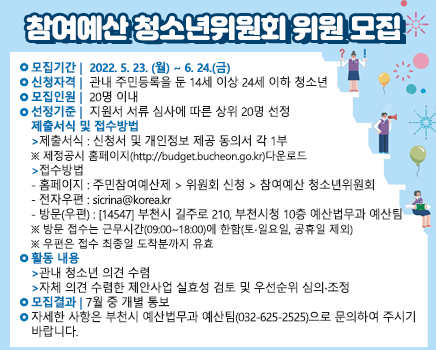 참여예산 청소년위원회 위원 모집
모집기간 | 2022. 5. 23. (월) ~ 6. 24.(금)
신청자격 | 관내 주민등록을 둔 14세 이상 24세 이하 청소년
모집인원 | 20명 이내
선정기준 | 지원서 서류 심사에 따른 상위 20명 선정
제출서식 및 접수방법
>제출서식 : 신청서 및 개인정보 제공 동의서 각 1부
※ 제정공시 홈페이지(http://budget.bucheon.go.kr)다운로드
>접수방법
- 홈페이지 : 주민참여예산제 > 위원회 신청 > 참여예산 청소년위원회
- 전자우편 : sicrina@korea.kr
- 방문(우편) : [14547] 부천시 길주로 210, 부천시청 10층 예산법무과 예산팀
※ 방문 접수는 근무시간(09:00~18:00)에 한함(토·일요일, 공휴일 제외)
※ 우편은 접수 최종일 도착분까지 유효
활동 내용
>관내 청소년 의견 수렴
>자체 의견 수렴한 제안사업 실효성 검토 및 우선순위 심의·조정
모집결과 | 7월 중 개별 통보
자세한 사항은 부천시 예산법무과 예산팀(032-625-2525)으로 문의하여 주시기
바랍니다.